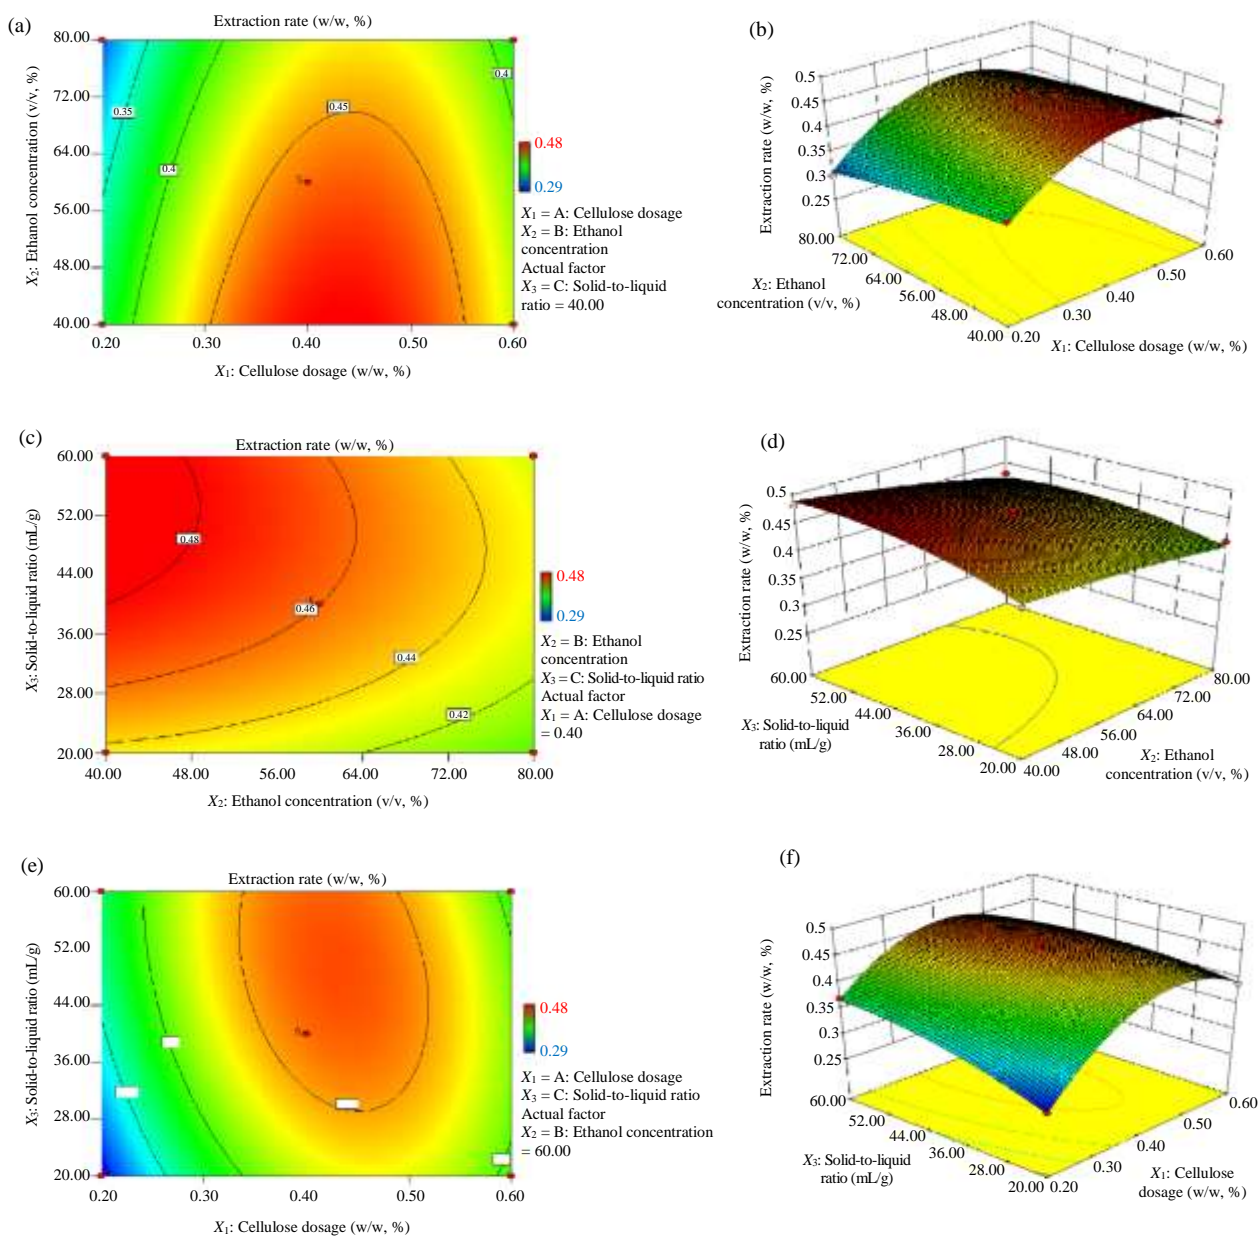 (a)
Extraction rate (w/w, %)
80.00
72.00
64.00
56.00
48.00
40.00
X2: Ethanol concentration (v/v, %)
0.35
0.4
0.45
0.4
0.20
0.30
0.40
0.50
0.60
X1: Cellulose dosage (w/w, %)
0.48
0.29
X1 = A: Cellulose dosage
X2 = B: Ethanol
concentration
Actual factor
X3 = C: Solid-to-liquid
ratio = 40.00
(b)
0.5
0.45
0.4
0.35
0.3
0.25
Extraction rate (w/w, %)
80.00
72.00
64.00
56.00
48.00
40.00
X2: Ethanol
concentration (v/v, %)
0.20
0.30
0.40
0.50
0.60
X1: Cellulose dosage (w/w, %)
(c)
Extraction rate (w/w, %)
60.00
52.00
44.00
36.00
28.00
20.00
X3: Solid-to-liquid ratio (mL/g)
0.48
0.46
0.44
0.42
40.00
48.00
56.00
64.00
72.00
80.00
X2: Ethanol concentration (v/v, %)
0.48
0.29
X2 = B: Ethanol
concentration
X3 = C: Solid-to-liquid ratio
Actual factor
X1 = A: Cellulose dosage
= 0.40
(d)
0.5
0.45
0.4
0.35
0.3
0.25
Extraction rate (w/w, %)
60.00
52.00
44.00
36.00
28.00
20.00
X3: Solid-to-liquid
ratio (mL/g)
40.00
48.00
56.00
64.00
72.00
80.00
X2: Ethanol
concentration (v/v, %)
(e)
Extraction rate (w/w, %)
60.00
52.00
44.00
36.00
28.00
20.00
X3: Solid-to-liquid ratio (mL/g)
0.20
0.30
0.40
0.50
0.60
X1: Cellulose dosage (w/w, %)
0.48
0.29
X1 = A: Cellulose dosage
X3 = C: Solid-to-liquid ratio
Actual factor
X2 = B: Ethanol concentration
= 60.00
(f)
0.5
0.45
0.4
0.35
0.3
0.25
Extraction rate (w/w, %)
60.00
52.00
44.00
36.00
28.00
20.00
X3: Solid-to-liquid
ratio (mL/g)
0.20
0.30
0.40
0.50
0.60
X1: Cellulose
dosage (w/w, %)